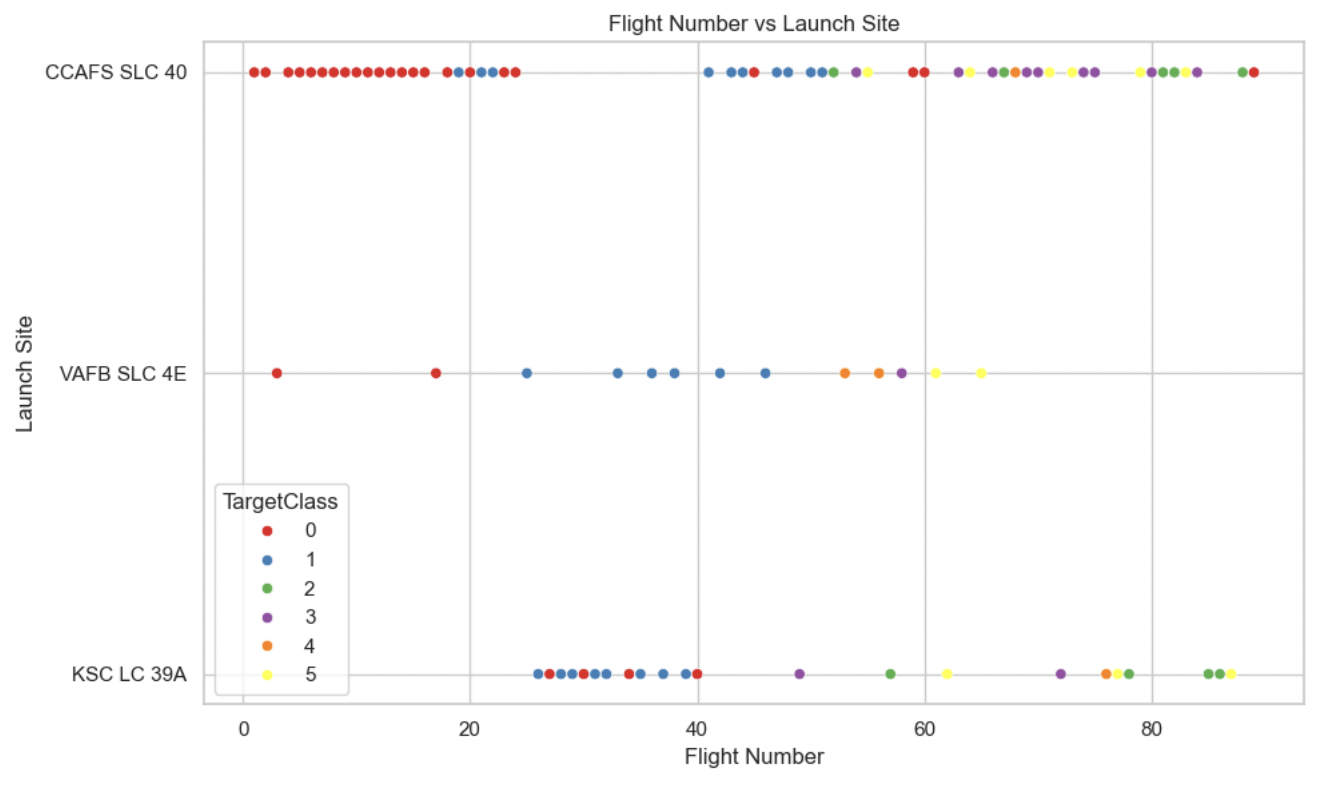 Flight Number vs Launch Site
CCAFS SLC 40
VAFB SLC 4E
KSC LC 39A
Launch Site
TargetClass
0
1
2
3
4
5
0 20 40 60 80
Flight Number